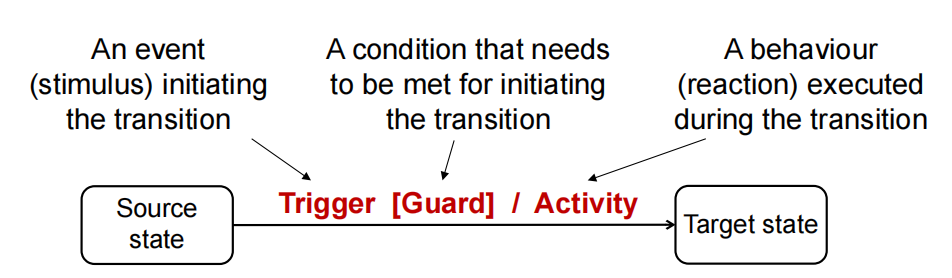 An event
(stimulus) initiating
the transition
A condition that needs
to be met for initiating
the transition
A behaviour
(reaction) executed
during the transition
Trigger [Guard] / Activity
Source
state
Target state